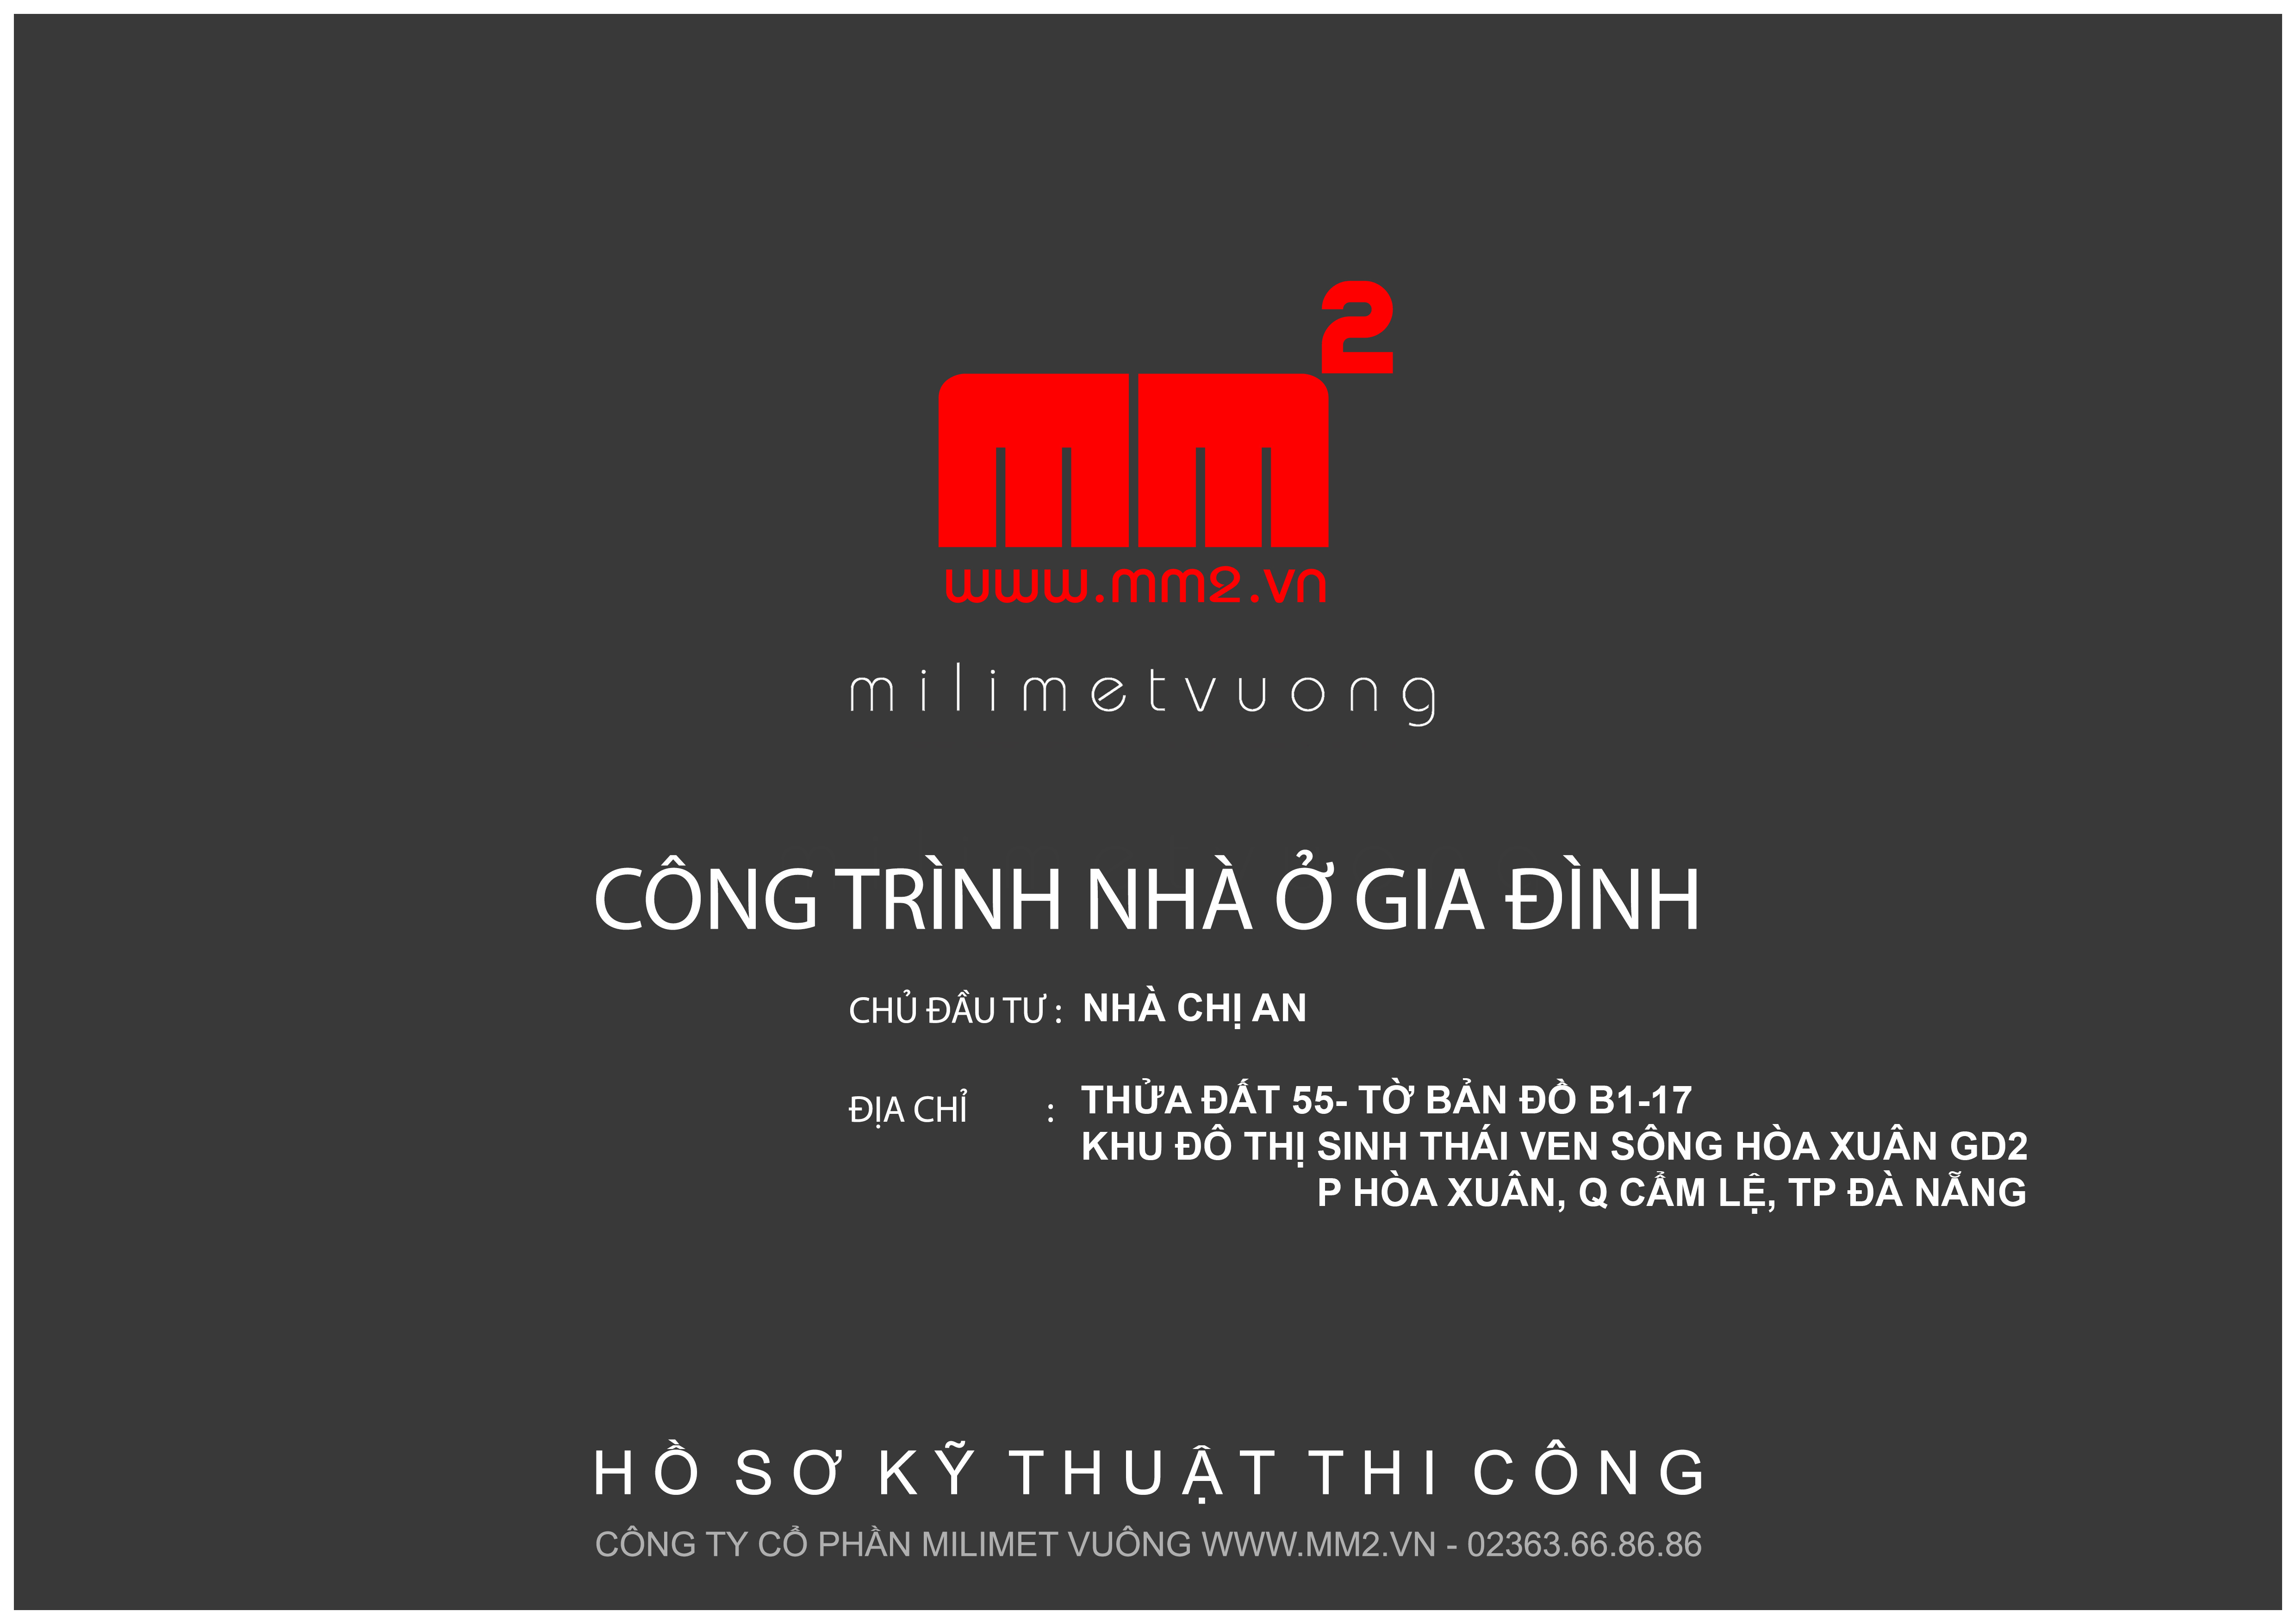 mm²
www.mm2.vn
milimetvuong
CÔNG TRÌNH NHÀ Ở GIA ĐÌNH
CHỦ ĐẦU TƯ : NHÀ CHỊ AN
ĐỊA CHỈ : THỬA ĐẤT 55- TỜ BẢN ĐỒ B1-17
KHU ĐÔ THỊ SINH THÁI VEN SÔNG HÒA XUÂN GD2
P HÒA XUÂN, Q CẨM LỆ, TP ĐÀ NẴNG
HỒ SƠ KỸ THUẬT THI CÔNG
CÔNG TY CỔ PHẦN MILIMET VUÔNG WWW.MM2.VN - 02363.66.86.86